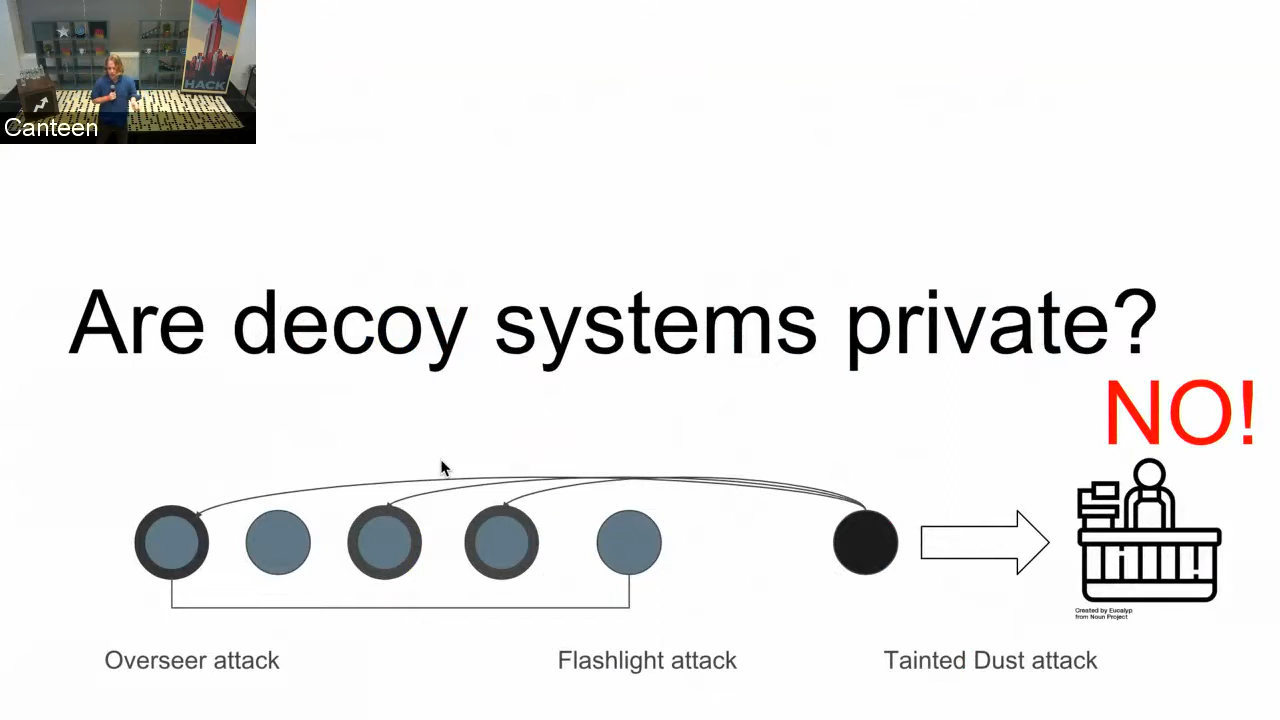 HACK
Canteen
Are decoy systems private?
NO!
Created by Eucalyp
from Noun Project
Overseer attack
Flashlight attack
Tainted Dust attack